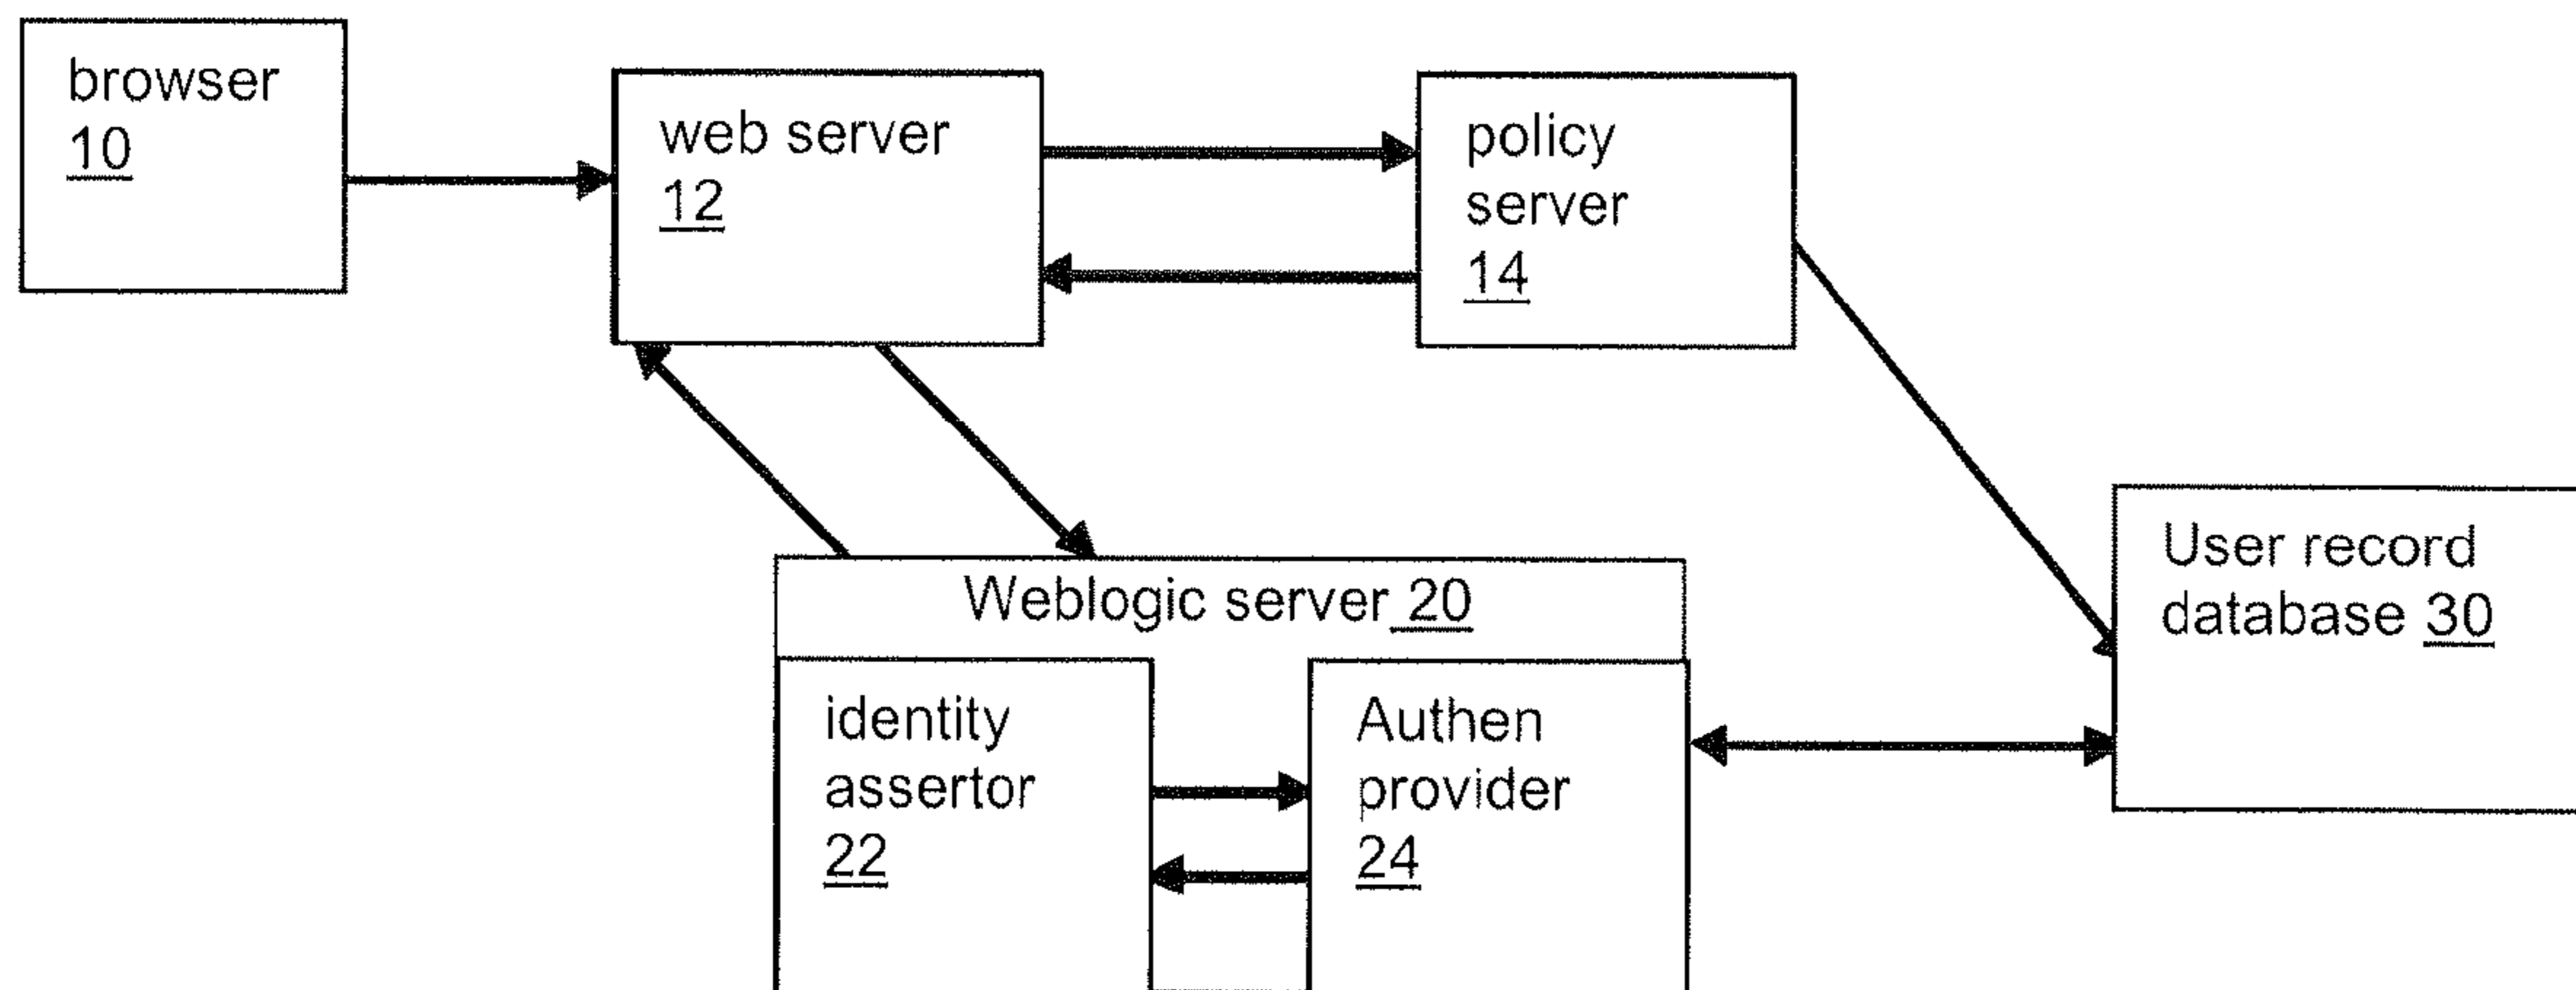 browser
10
web server
12
policy
server
14
User record
database 30
Weblogic server 20
identity
assertor
22
Authen
provider
24